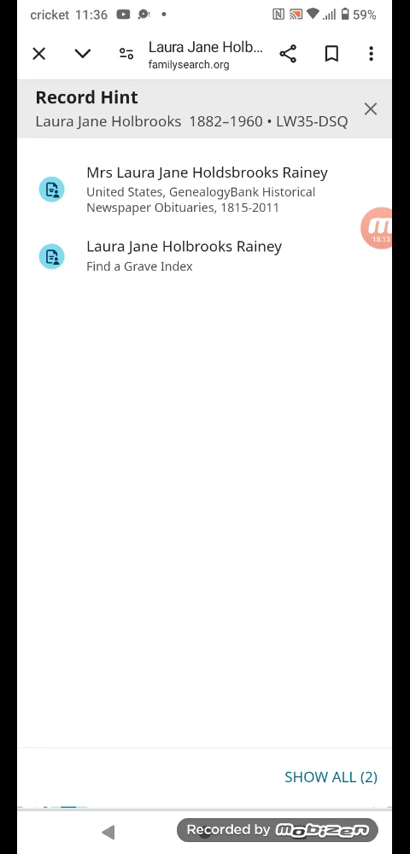 cricket 11:36 59%
Laura Jane Holb...
familysearch.org
Record Hint
Laura Jane Holbrooks 1882–1960 • LW35-DSQ
Mrs Laura Jane Holdsbrooks Rainey
United States, GenealogyBank Historical
Newspaper Obituaries, 1815-2011
18:13
Laura Jane Holbrooks Rainey
Find a Grave Index
SHOW ALL (2)
Recorded by mobizen